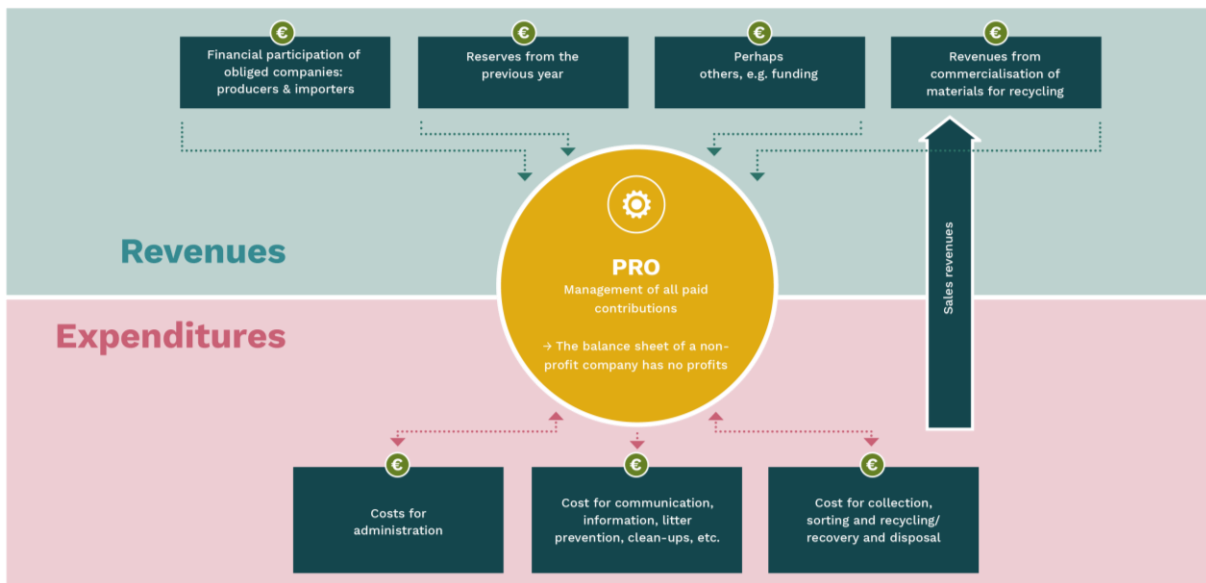 €
Financial participation of
obliged companies:
producers & importers
€
Reserves from the
previous year
€
Perhaps
others, e.g. funding
€
Revenues from
commercialisation of
materials for recycling
Revenues
Expenditures
PRO
Management of all paid
contributions
→ The balance sheet of a non-
profit company has no profits
Sales revenues
€
Costs for
administration
€
Cost for communication,
information, litter
prevention, clean-ups, etc.
€
Cost for collection,
sorting and recycling/
recovery and disposal